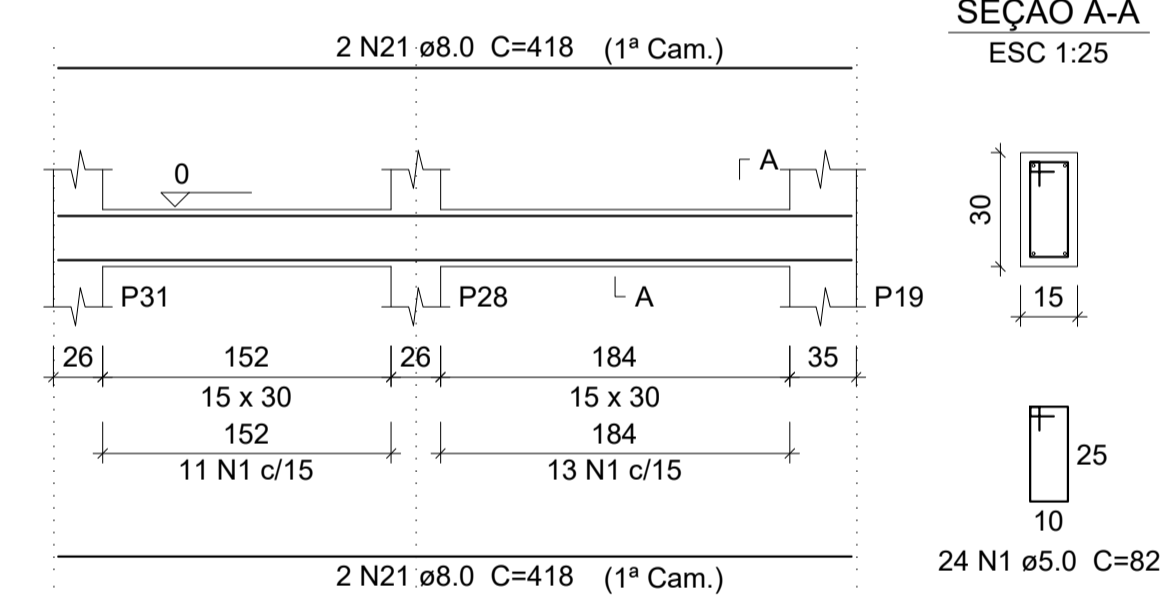 SEÇÃO A-A
ESC 1:25
2 N21 ø8.0 C=418 (1ª Cam.)
A
0
30
P31
P28
A
P19
15
26
152
26
184
35
15 x 30
15 x 30
152
184
11 N1 c/15
13 N1 c/15
25
10
24 N1 ø5.0 C=82
2 N21 ø8.0 C=418 (1ª Cam.)